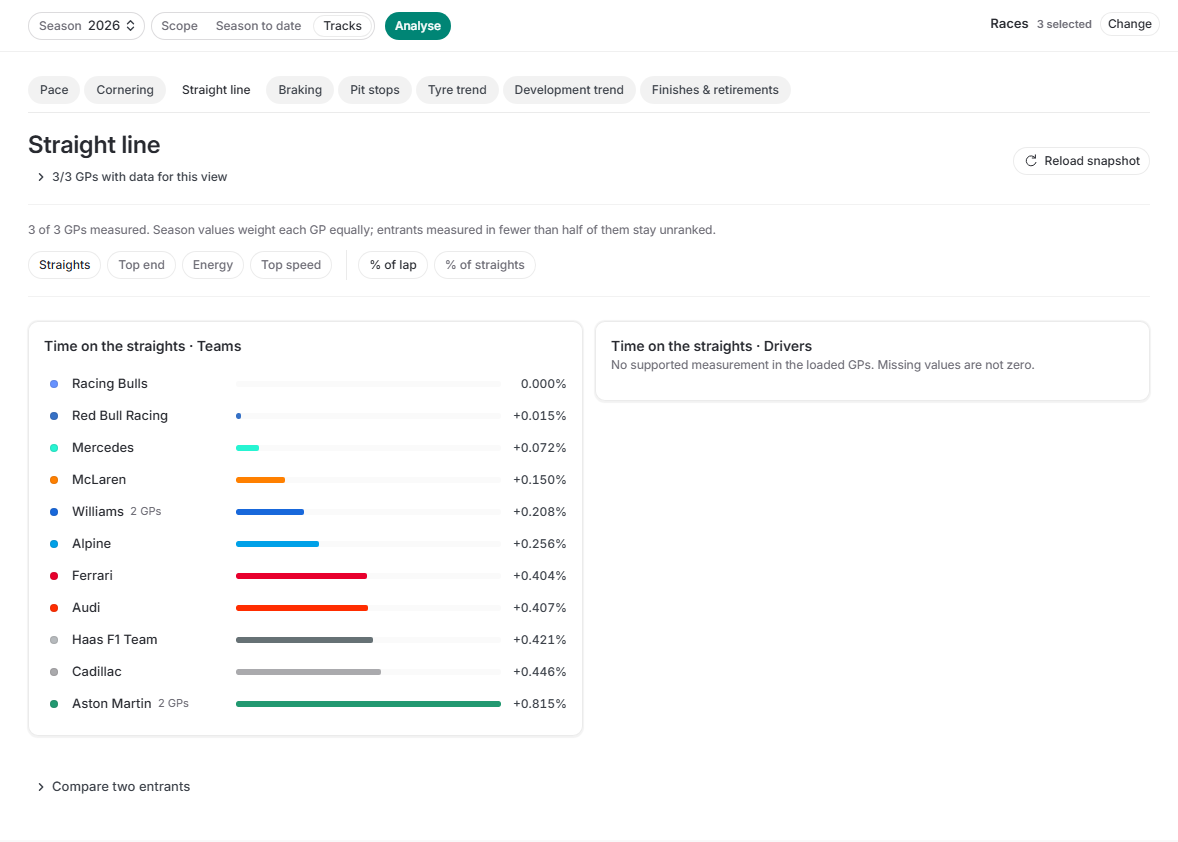 Season 2026 Scope Season to date Tracks Analyse Races 3 selected Change
Pace Cornering Straight line Braking Pit stops Tyre trend Development trend Finishes & retirements
Straight line
3/3 GPs with data for this view
Reload snapshot
3 of 3 GPs measured. Season values weight each GP equally; entrants measured in fewer than half of them stay unranked.
Straights Top end Energy Top speed % of lap % of straights
Time on the straights · Teams
Racing Bulls 0.000%
Red Bull Racing +0.015%
Mercedes +0.072%
McLaren +0.150%
Williams 2 GPs +0.208%
Alpine +0.256%
Ferrari +0.404%
Audi +0.407%
Haas F1 Team +0.421%
Cadillac +0.446%
Aston Martin 2 GPs +0.815%
Time on the straights · Drivers
No supported measurement in the loaded GPs. Missing values are not zero.
Compare two entrants